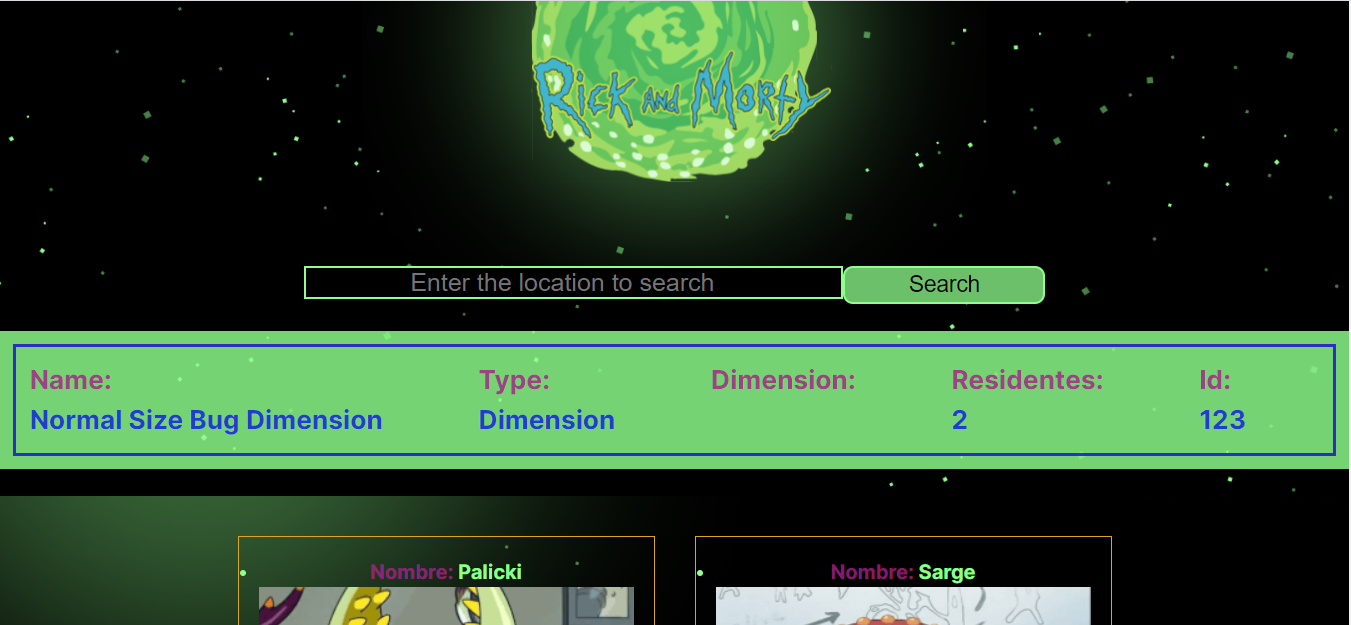 Rick and Morty
Enter the location to search
Search
Name: Type: Dimension: Residentes: Id:
Normal Size Bug Dimension Dimension 2 123
Nombre: Palicki Nombre: Sarge